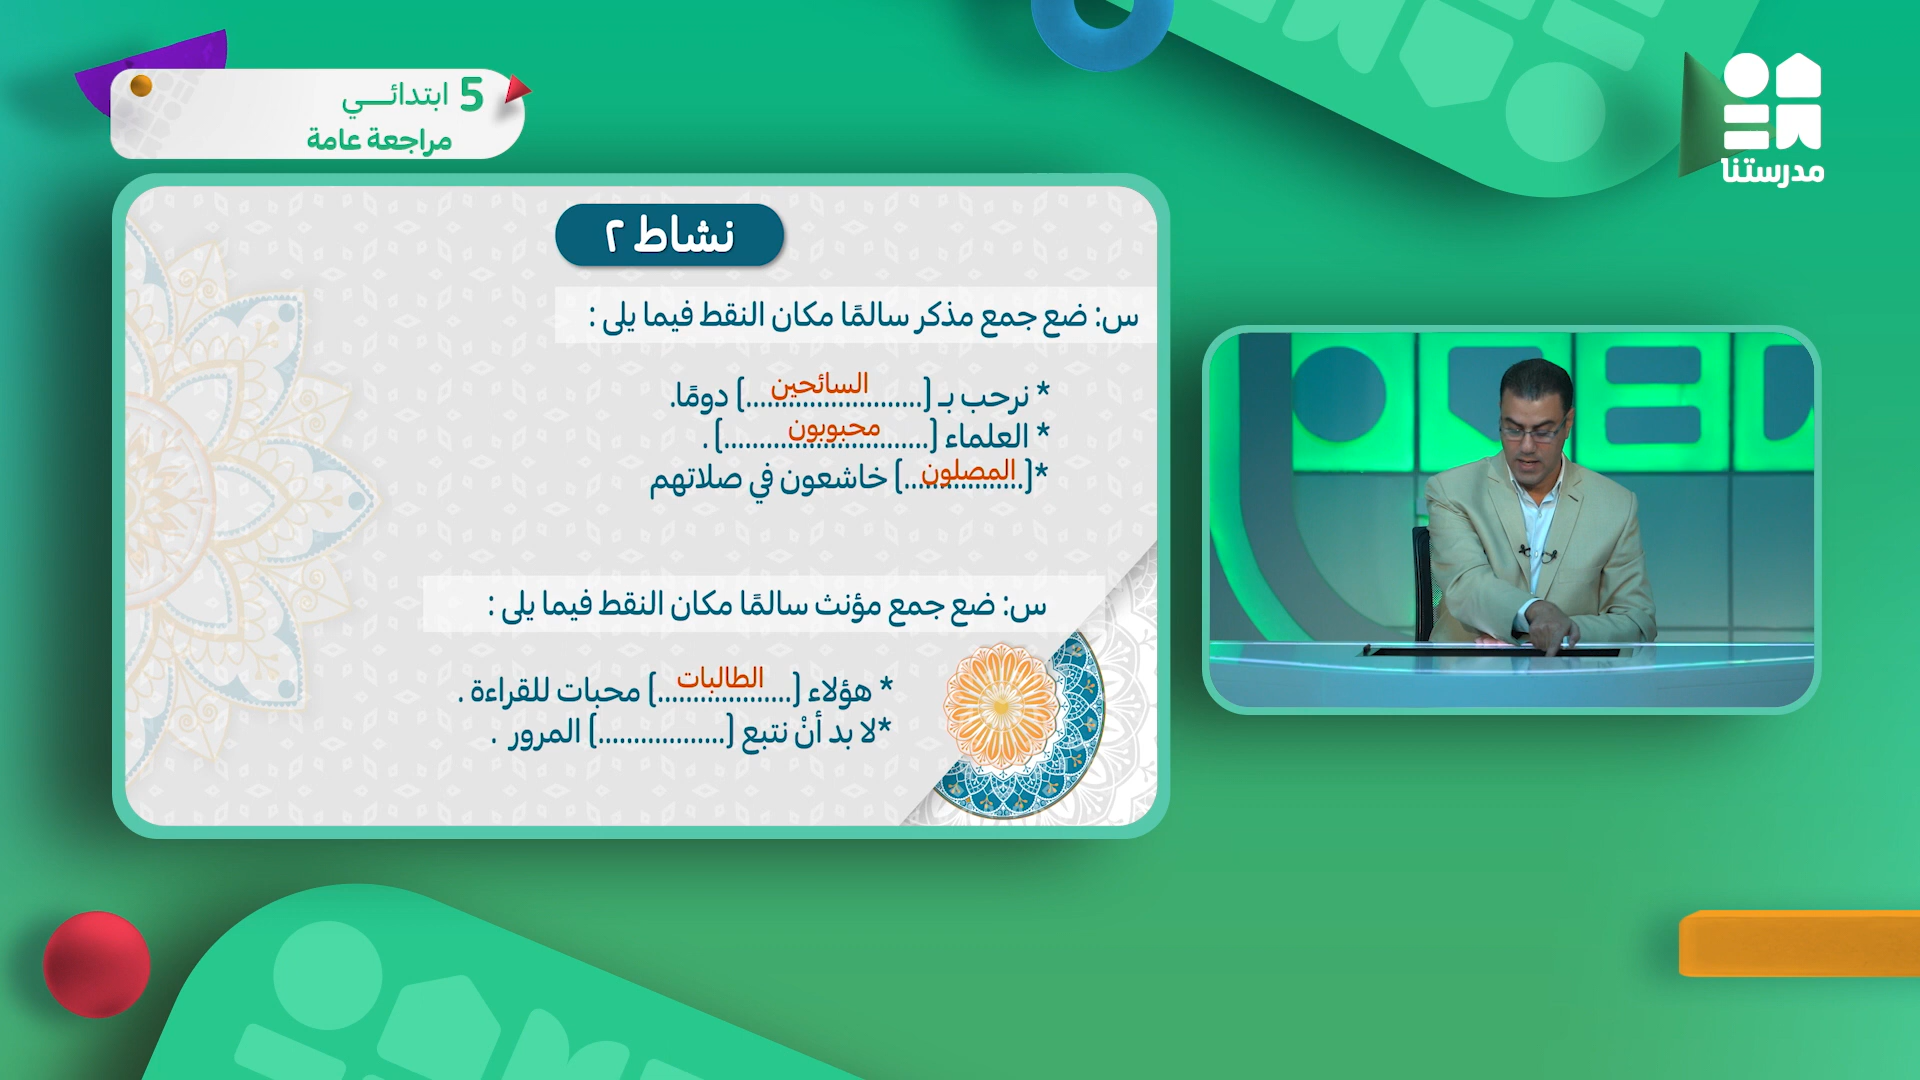 5 ابتدائـــي
مراجعة عامة
مدرستنا
نشاط ٢
س: ضع جمع مذكر سالمًا مكان النقط فيما يلى :
* نرحب بـ (........السائحين........) دومًا.
* العلماء (........محبوبون........) .
*(........المصلون........) خاشعون في صلاتهم
س: ضع جمع مؤنث سالمًا مكان النقط فيما يلى :
* هؤلاء (........الطالبات........) محبات للقراءة .
*لا بد أنْ نتبع (..................) المرور .